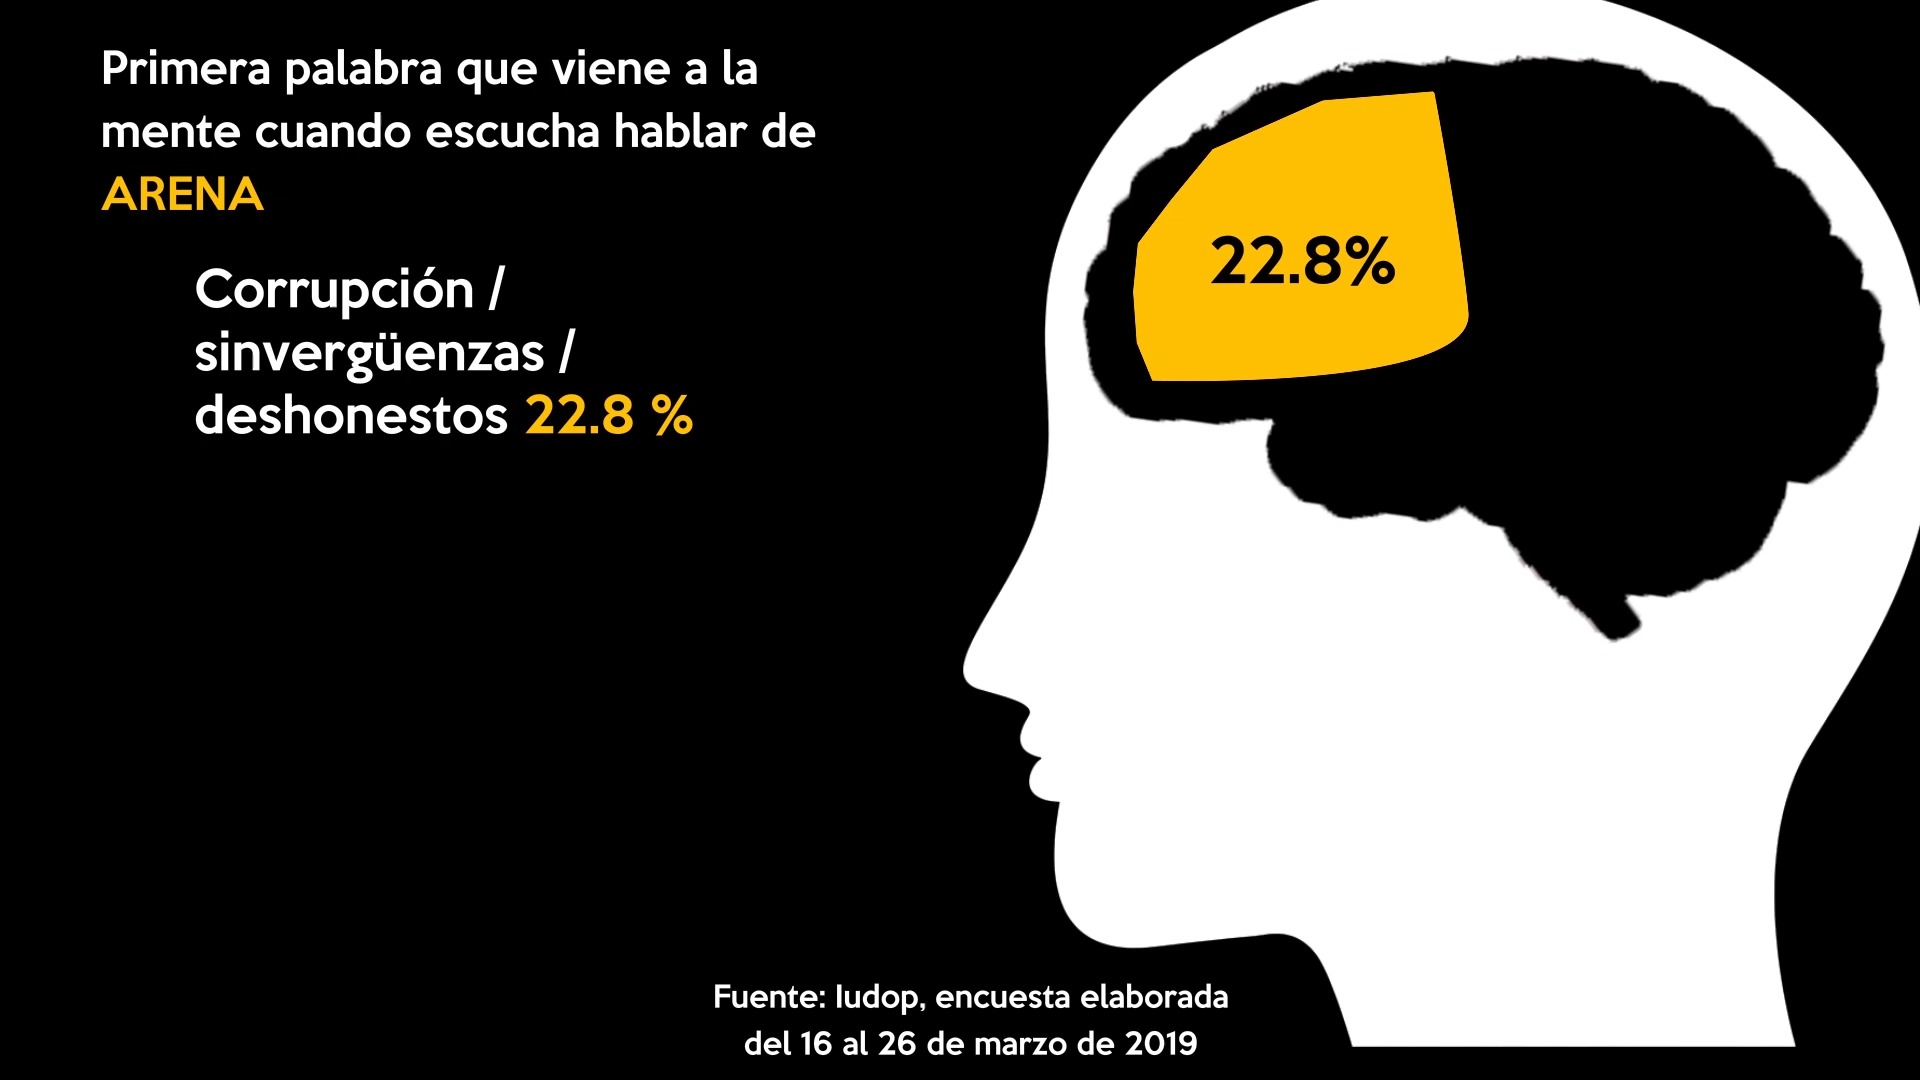 Primera palabra que viene a la
mente cuando escucha hablar de
ARENA
Corrupción /
sinvergüenzas /
deshonestos 22.8 %
22.8%
Fuente: Iudop, encuesta elaborada
del 16 al 26 de marzo de 2019